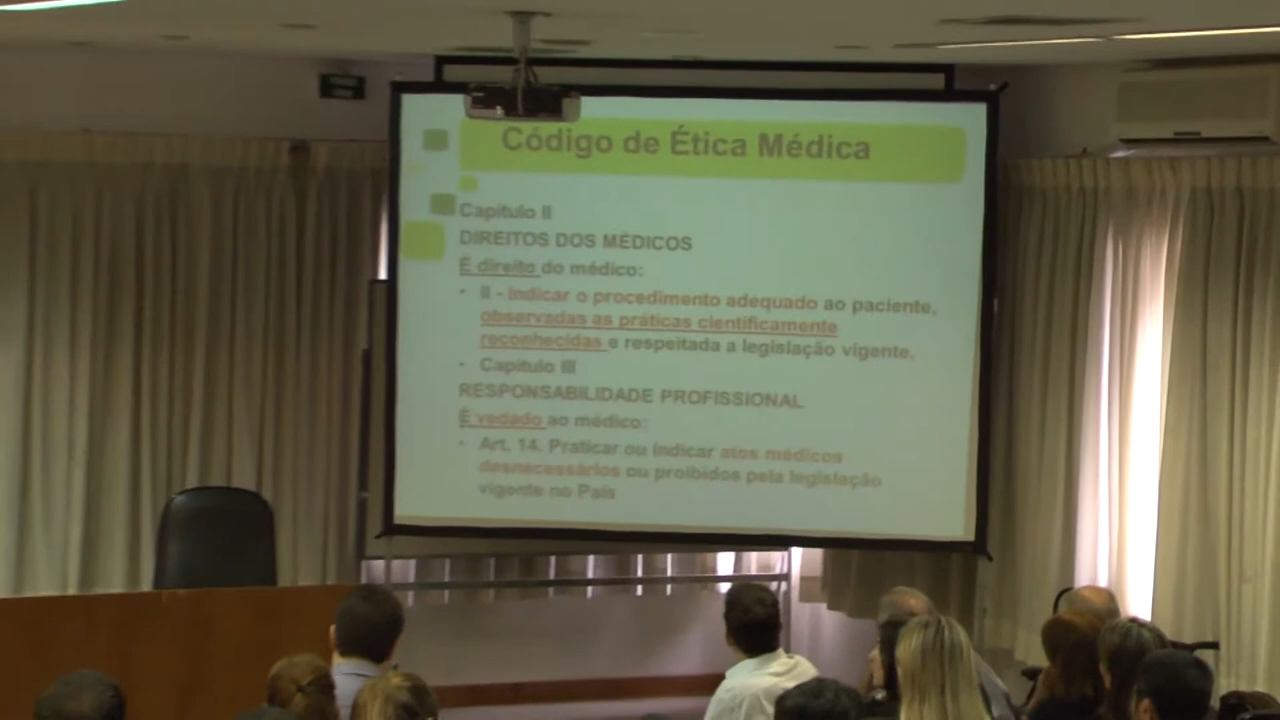 Código de Ética Médica
Capítulo II
DIREITOS DOS MÉDICOS
É direito do médico:
• II - Indicar o procedimento adequado ao paciente,
observadas as práticas cientificamente
reconhecidas e respeitada a legislação vigente.
• Capítulo III
RESPONSABILIDADE PROFISSIONAL
É vedado ao médico:
• Art. 14. Praticar ou indicar atos médicos
desnecessários ou proibidos pela legislação
vigente no País